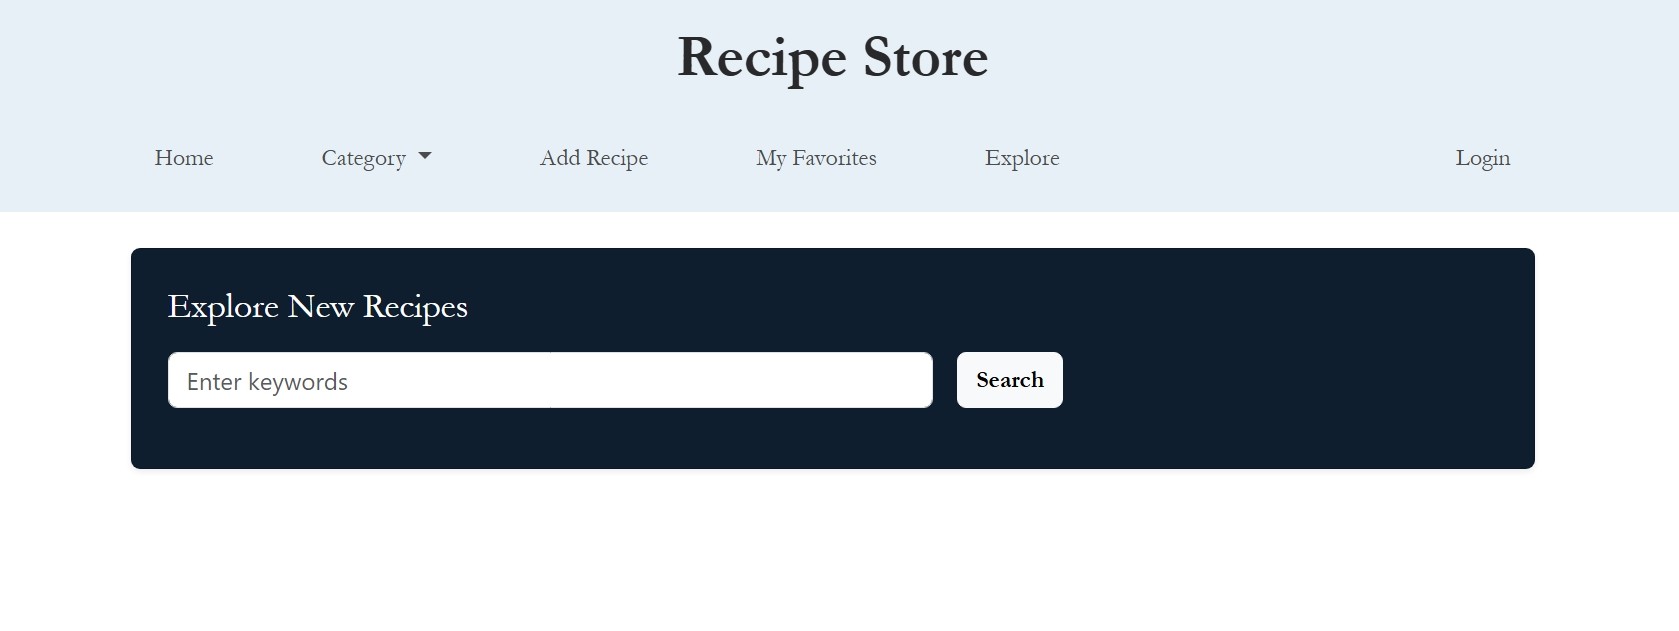 Recipe Store
Home Category Add Recipe My Favorites Explore Login
Explore New Recipes
Enter keywords Search